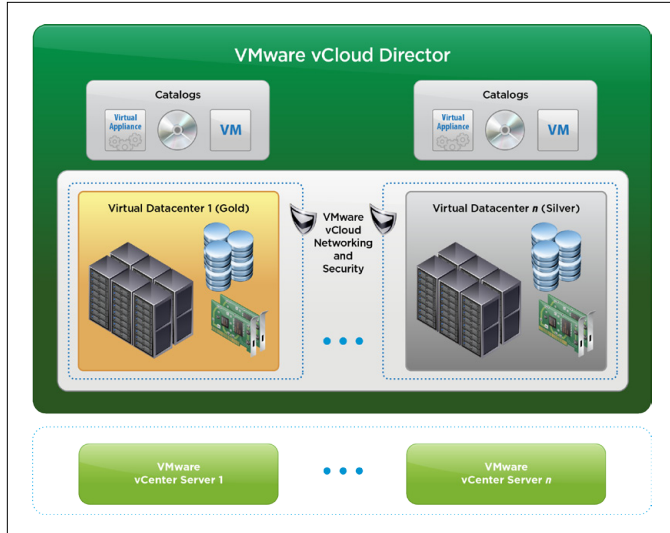 VMware vCloud Director
Catalogs
Virtual
Appliance
VM
Catalogs
Virtual
Appliance
VM
Virtual Datacenter 1 (Gold)
VMware
vCloud
Networking
and
Security
Virtual Datacenter n (Silver)
VMware
vCenter Server 1
VMware
vCenter Server n